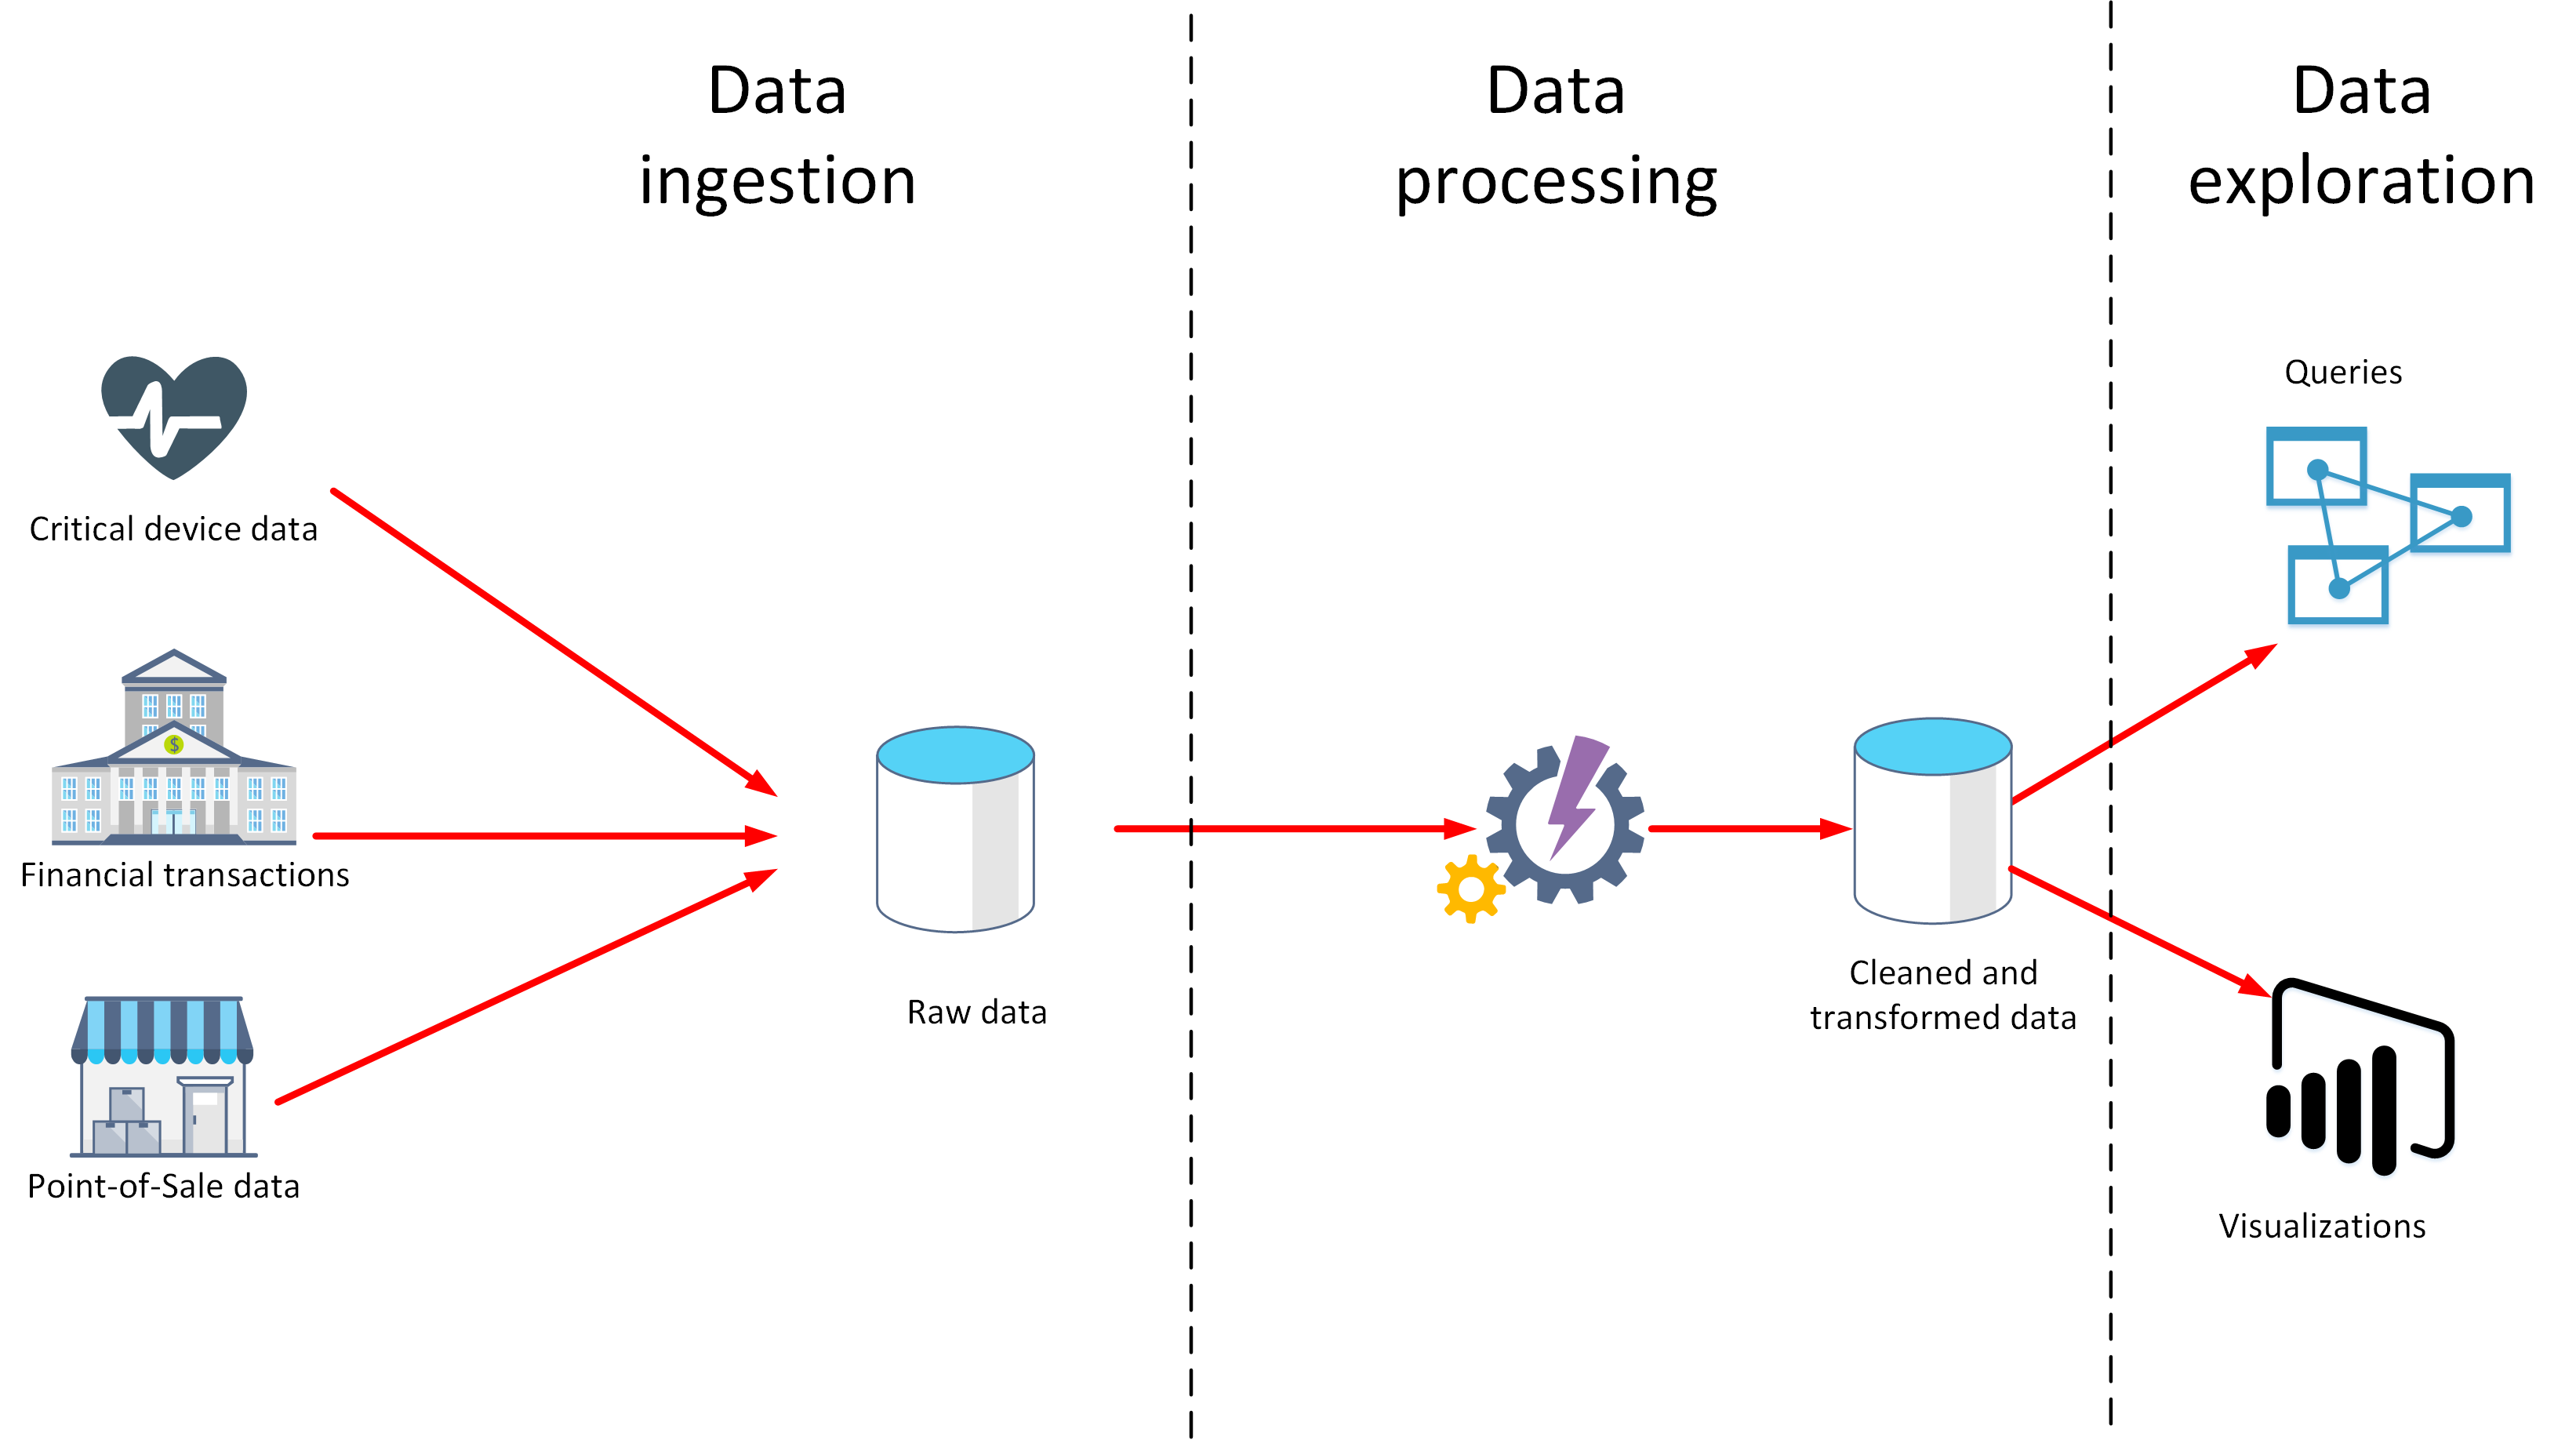 Data
ingestion
Data
processing
Data
exploration
Critical device data
$
Financial transactions
Point-of-Sale data
Raw data
Cleaned and
transformed data
Queries
Visualizations